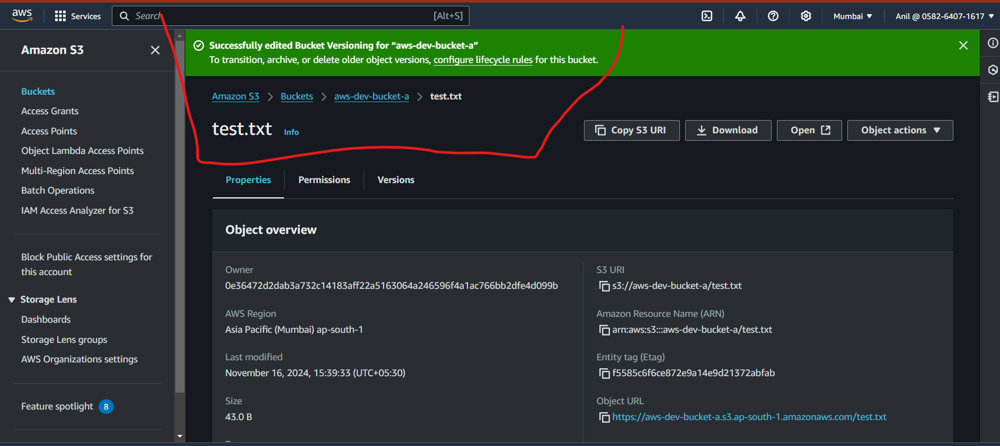 aws
Services
Search
[Alt+S]
Mumbai
Anil @ 0582-6407-1617
Amazon S3
Buckets
Access Grants
Access Points
Object Lambda Access Points
Multi-Region Access Points
Batch Operations
IAM Access Analyzer for S3
Block Public Access settings for
this account
Storage Lens
Dashboards
Storage Lens groups
AWS Organizations settings
Feature spotlight 8
Successfully edited Bucket Versioning for “aws-dev-bucket-a”
To transition, archive, or delete older object versions, configure lifecycle rules for this bucket.
Amazon S3 > Buckets > aws-dev-bucket-a > test.txt
test.txt Info
Copy S3 URI
Download
Open
Object actions
Properties
Permissions
Versions
Object overview
Owner
0e36472d2dab3a732c14183aff22a5163064a246596f4a1ac766bb2dfe4d099b
AWS Region
Asia Pacific (Mumbai) ap-south-1
Last modified
November 16, 2024, 15:39:33 (UTC+05:30)
Size
43.0 B
S3 URI
s3://aws-dev-bucket-a/test.txt
Amazon Resource Name (ARN)
arn:aws:s3:::aws-dev-bucket-a/test.txt
Entity tag (Etag)
f5585c6f6ce872e9a14e9d21372abfab
Object URL
https://aws-dev-bucket-a.s3.ap-south-1.amazonaws.com/test.txt